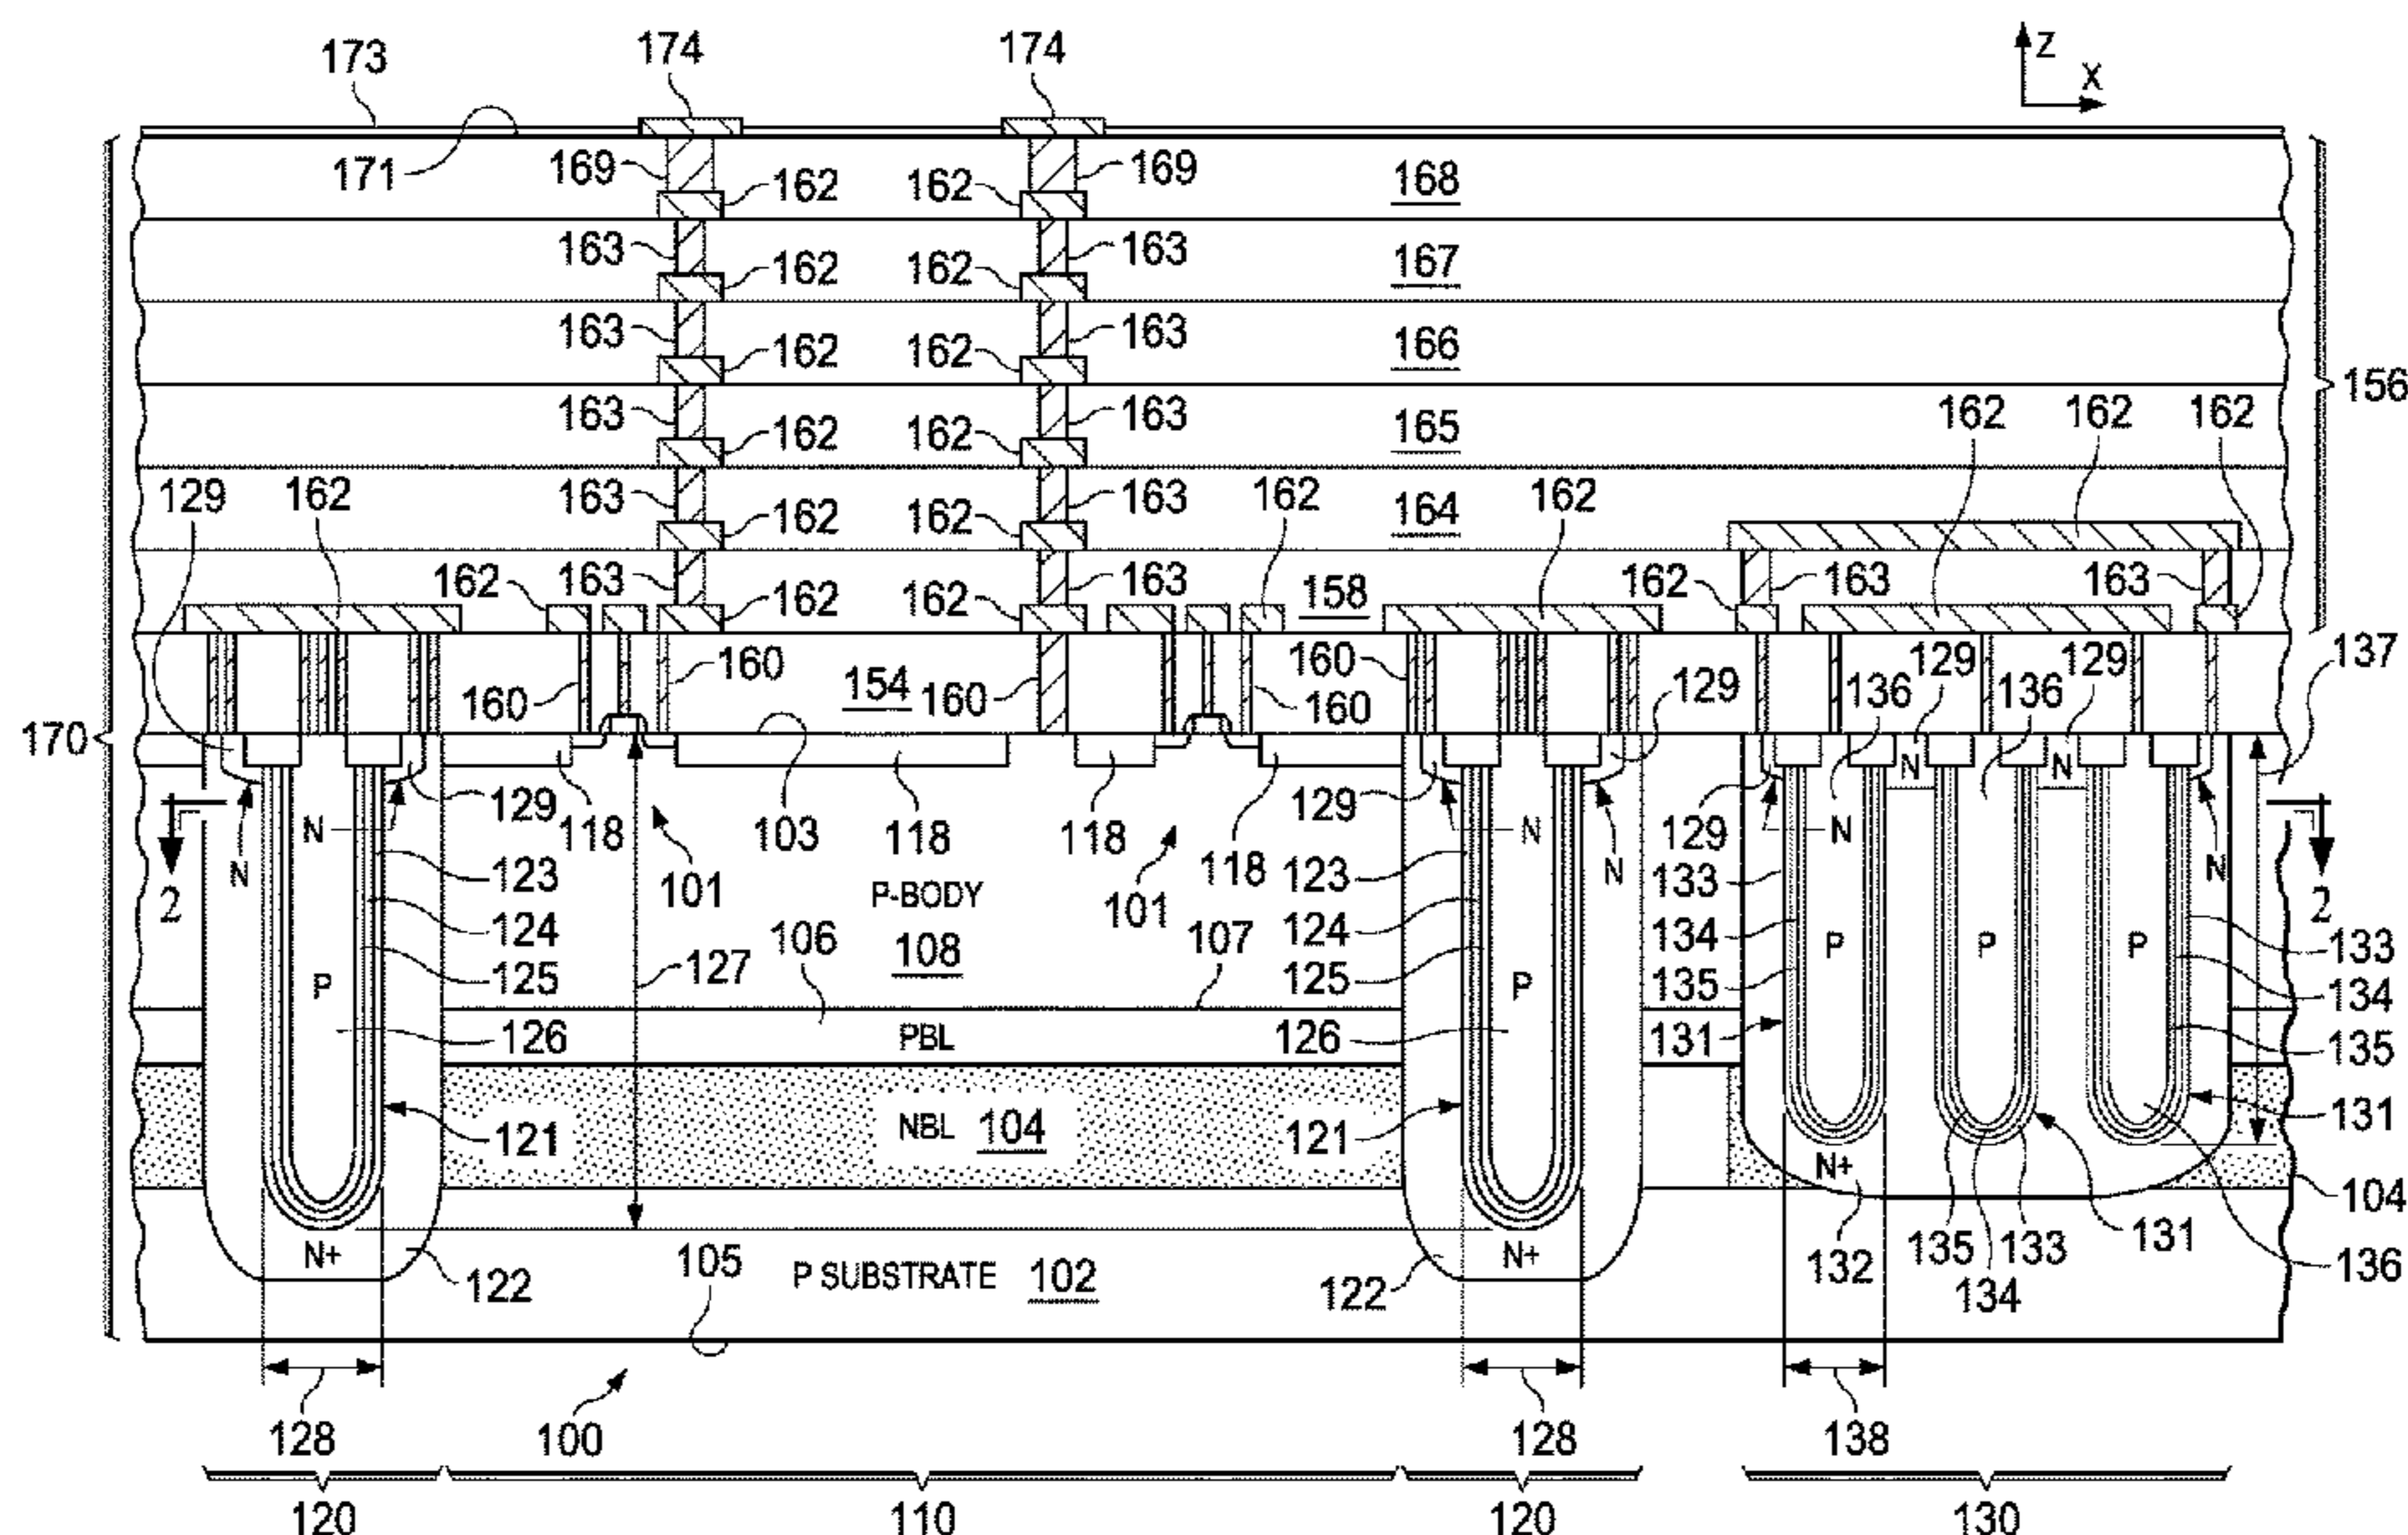 173 174 174 Z
X
171 169 162 162 169 168
163 162 162 163 167
163 162 162 163 166 156
163 162 162 163 165 162 162 162
129 162 163 162 162 163 162 164 162 162
162 163 162 162 163 158 162 163 163
160 160 154 160 160 160 129 136 129 136 129 137
170
N N 129 118 101 103 118 118 101 118 129 N N 129 N N N N
2 123 P-BODY 123 133 2
124 106 108 107 124 134 P P P 133
P 125 127 125 P 135 134
126 PBL 126 131 135
121 NBL 104 121 131
N+ 104
N+ 122 105 P SUBSTRATE 102 122 N+ 132 135 134 133 131 136
128 100 128 138
120 110 120 130